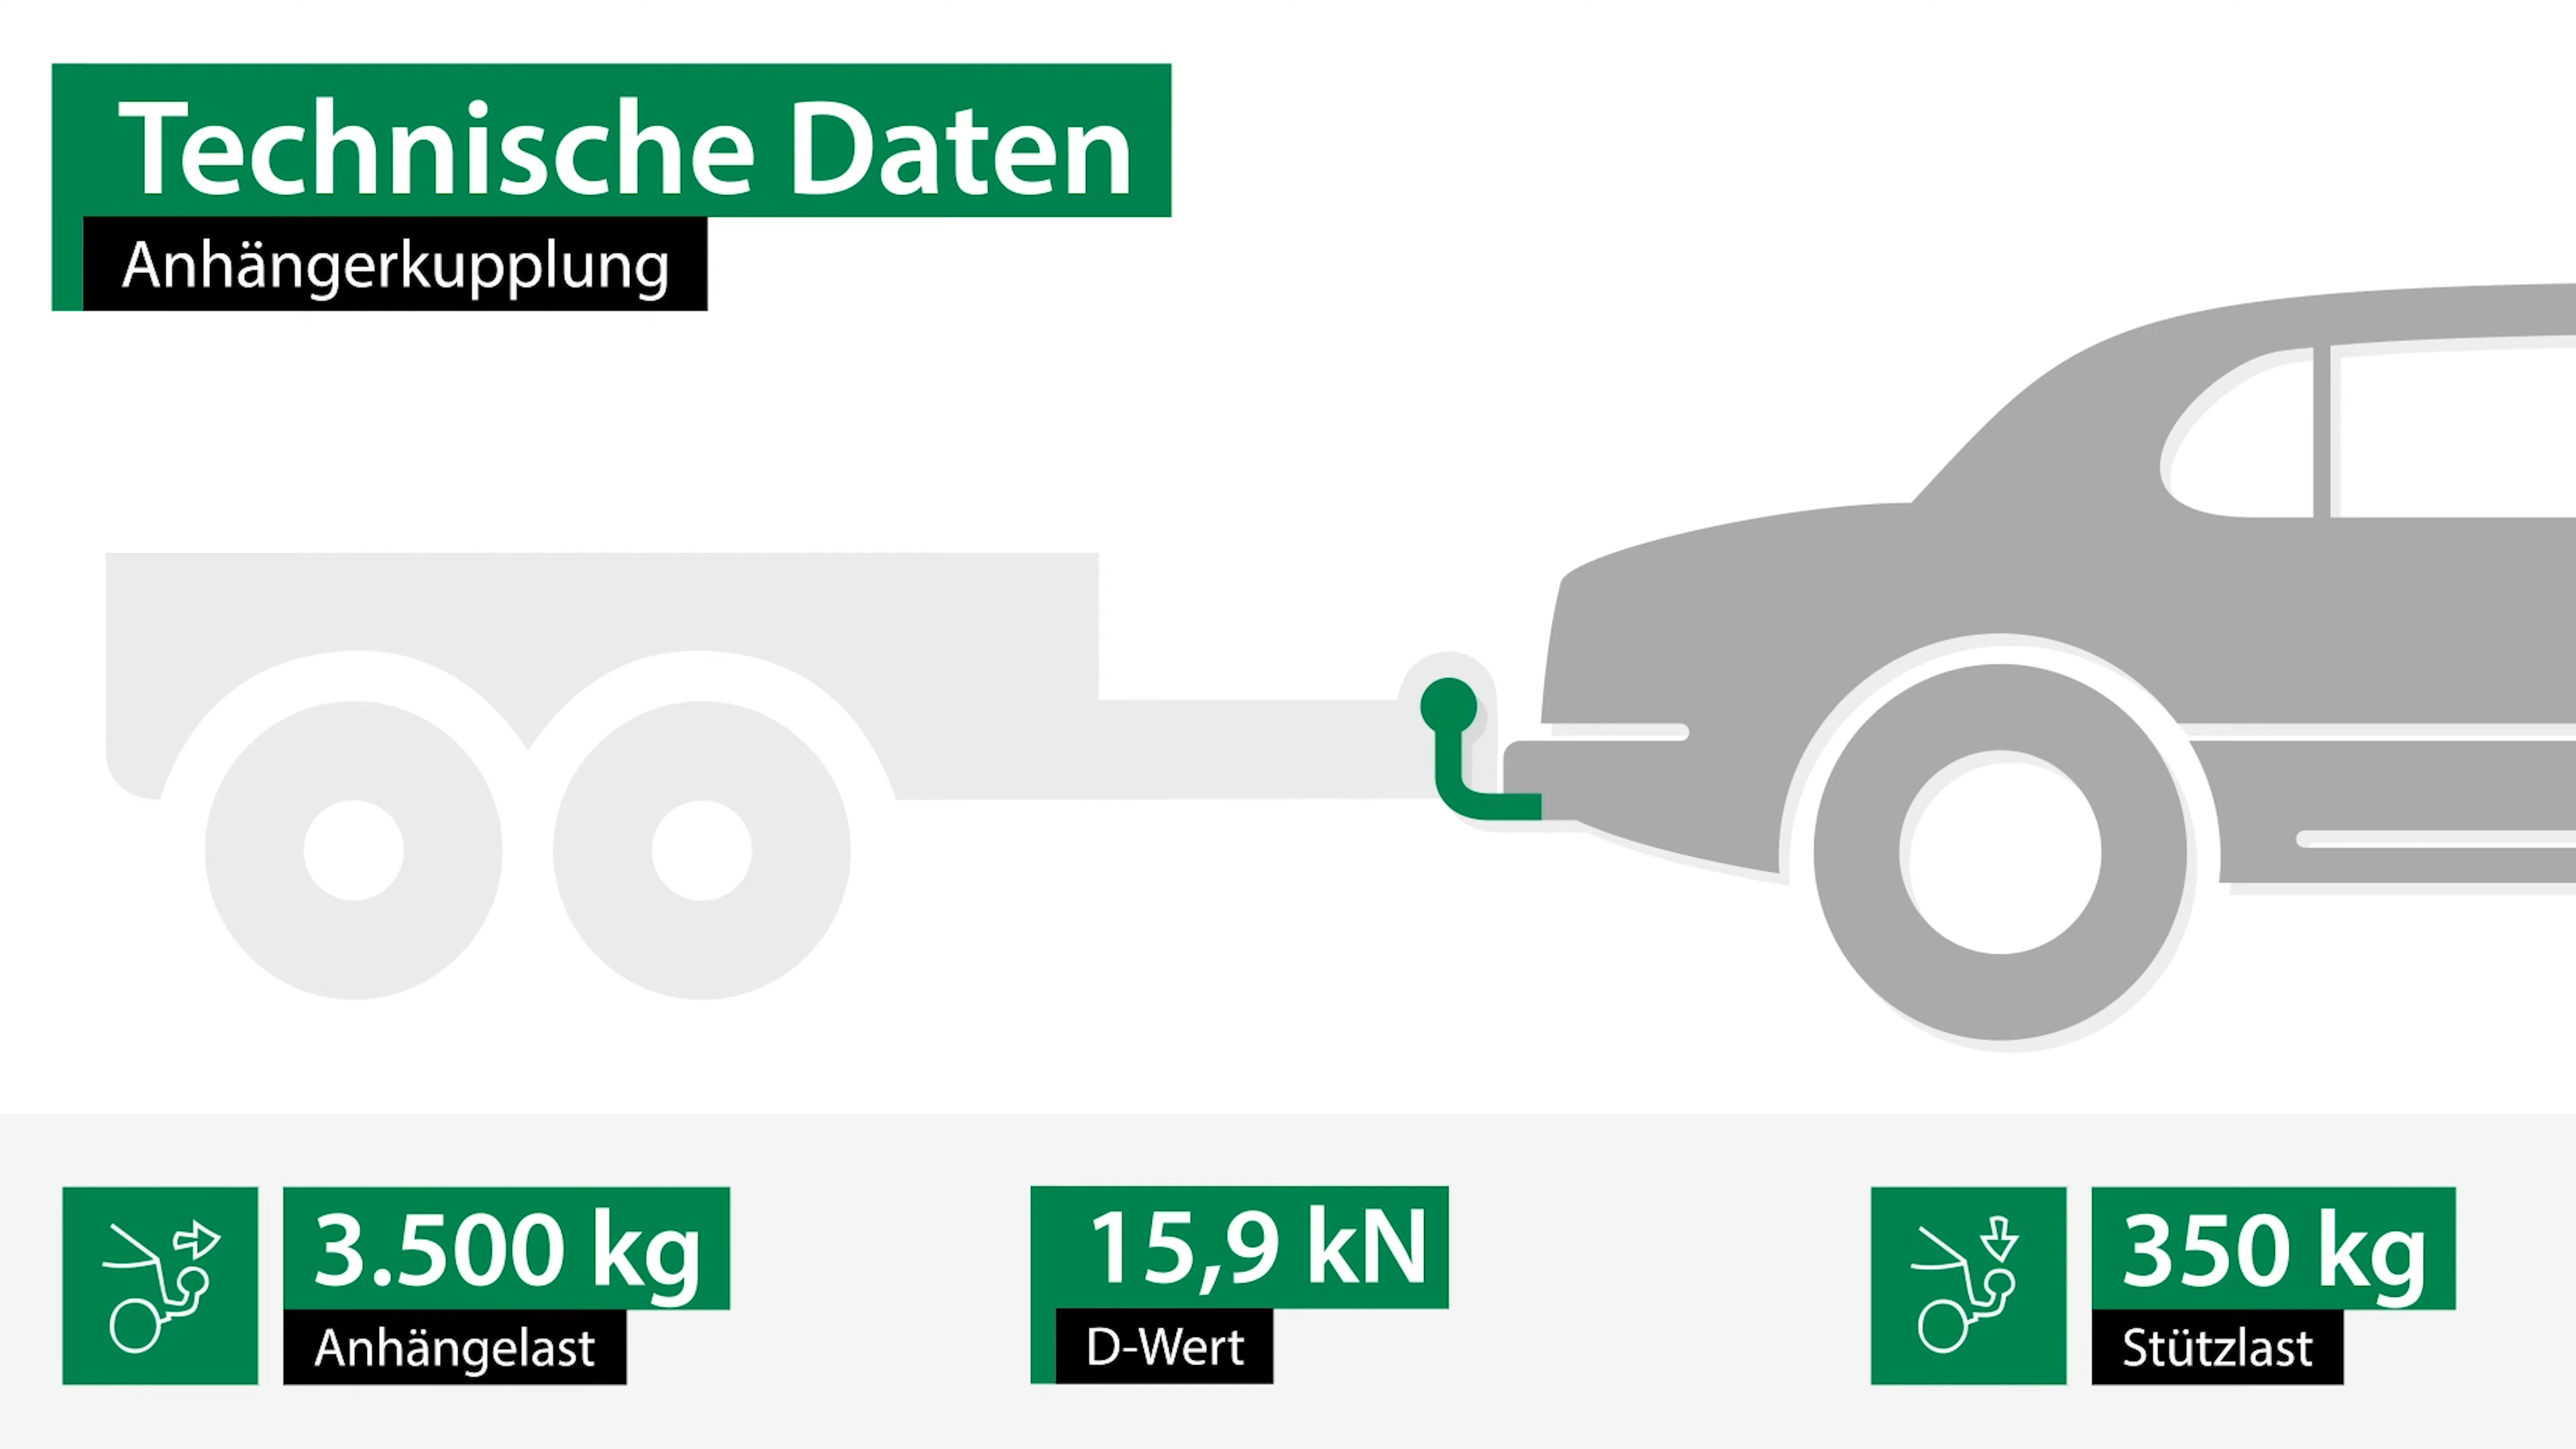 Technische Daten
Anhängerkupplung
3.500 kg
Anhängelast
15,9 kN
D-Wert
350 kg
Stützlast